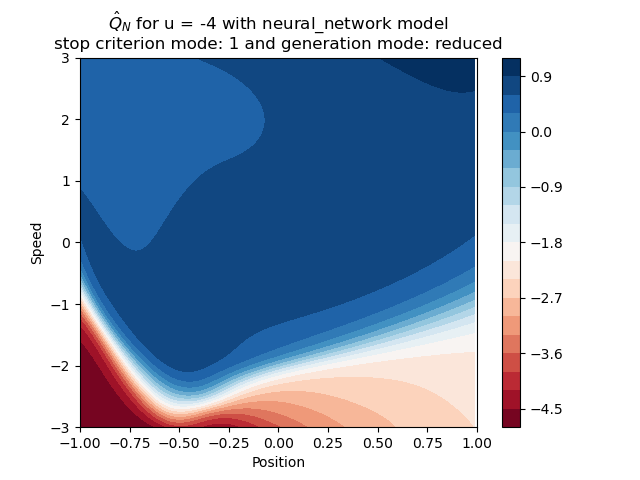 Q̂_N for u = -4 with neural_network model
stop criterion mode: 1 and generation mode: reduced
3
2
1
0
−1
−2
−3
Speed
−1.00 −0.75 −0.50 −0.25 0.00 0.25 0.50 0.75 1.00
Position
0.9
0.0
−0.9
−1.8
−2.7
−3.6
−4.5